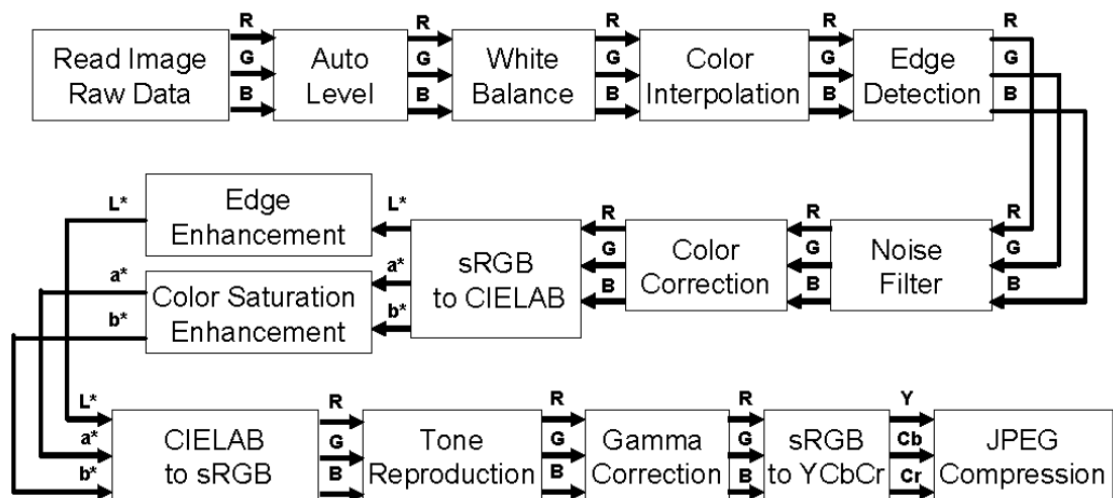 R R R R R
Read Image Auto White Color Edge
G G G G G
Raw Data Level Balance Interpolation Detection
B B B B B
L* Edge L* R R R
Enhancement sRGB Color Noise
a* a* G G G
Color Saturation to CIELAB Correction Filter
b* Enhancement b* B B B
L* R R R Y
a* CIELAB G Tone G Gamma G sRGB Cb JPEG
b* to sRGB B Reproduction B Correction B to YCbCr Cr Compression